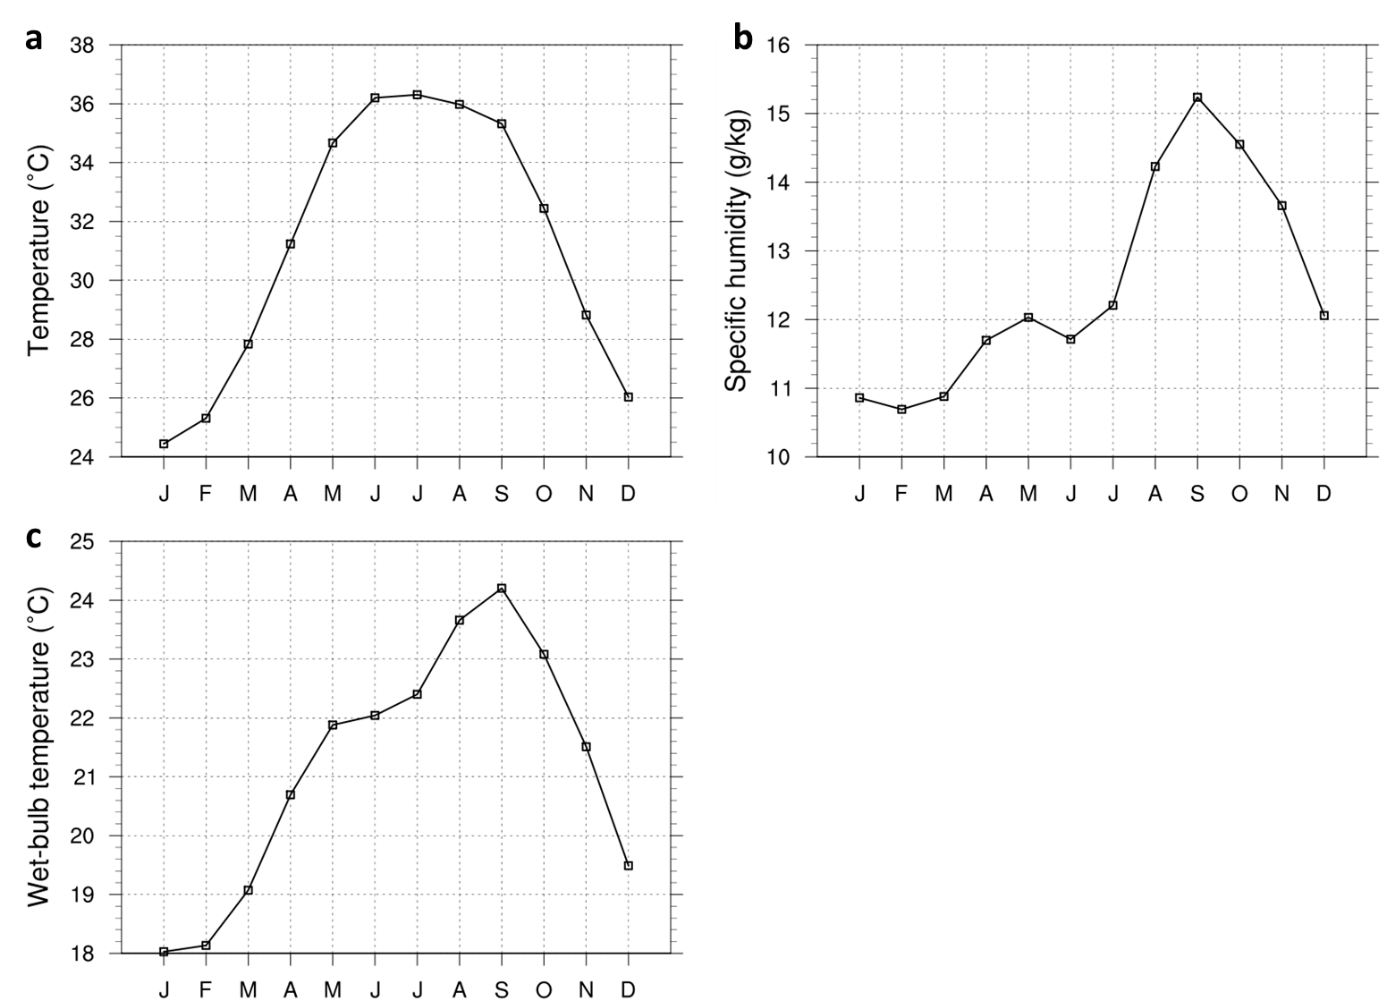 a
38
36
34
32
30
28
26
24
Temperature (°C)
J F M A M J J A S O N D
b
16
15
14
13
12
11
10
Specific humidity (g/kg)
J F M A M J J A S O N D
c
25
24
23
22
21
20
19
18
Wet-bulb temperature (°C)
J F M A M J J A S O N D